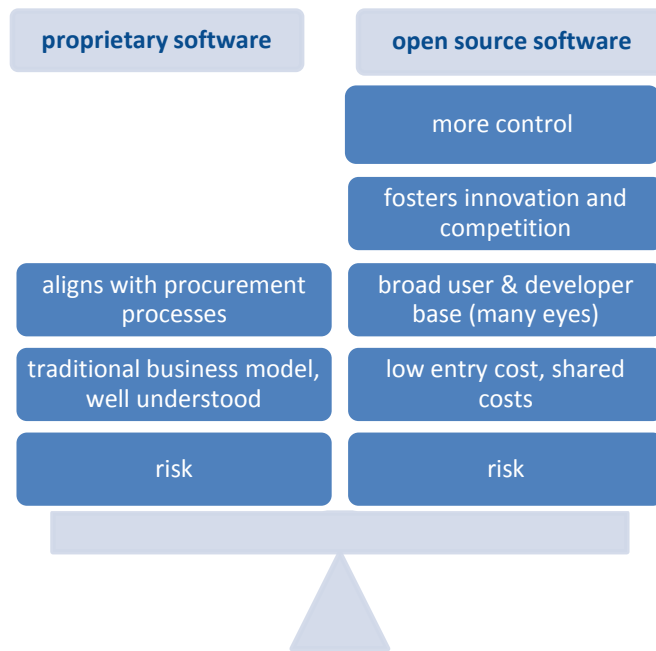 proprietary software
open source software
more control
fosters innovation and
competition
aligns with procurement
processes
broad user & developer
base (many eyes)
traditional business model,
well understood
low entry cost, shared
costs
risk
risk